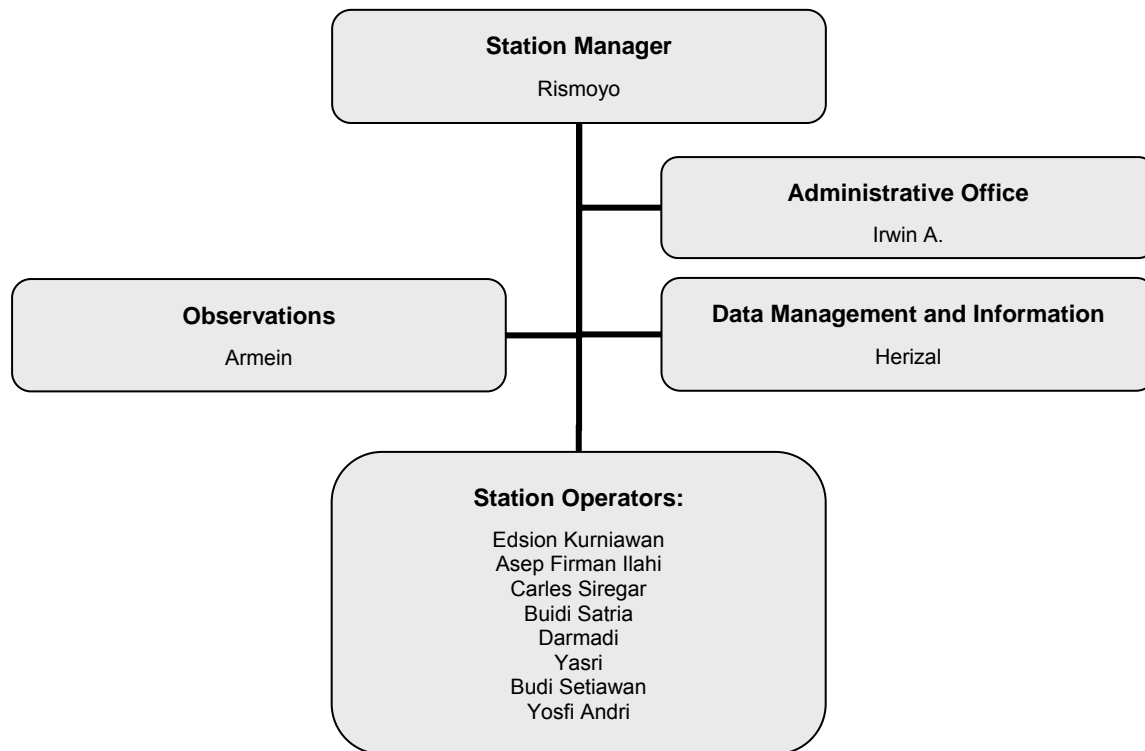 Station Manager
Rismoyo
Administrative Office
Irwin A.
Observations
Armein
Data Management and Information
Herizal
Station Operators:
Edsion Kurniawan
Asep Firman Ilahi
Carles Siregar
Buidi Satria
Darmadi
Yasri
Budi Setiawan
Yosfi Andri